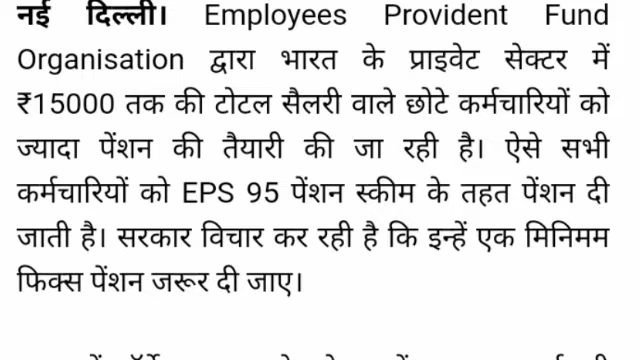 नई दिल्ली। Employees Provident Fund
Organisation द्वारा भारत के प्राइवेट सेक्टर में
₹15000 तक की टोटल सैलरी वाले छोटे कर्मचारियों को
ज्यादा पेंशन की तैयारी की जा रही है। ऐसे सभी
कर्मचारियों को EPS 95 पेंशन स्कीम के तहत पेंशन दी
जाती है। सरकार विचार कर रही है कि इन्हें एक मिनिमम
फिक्स पेंशन जरूर दी जाए।